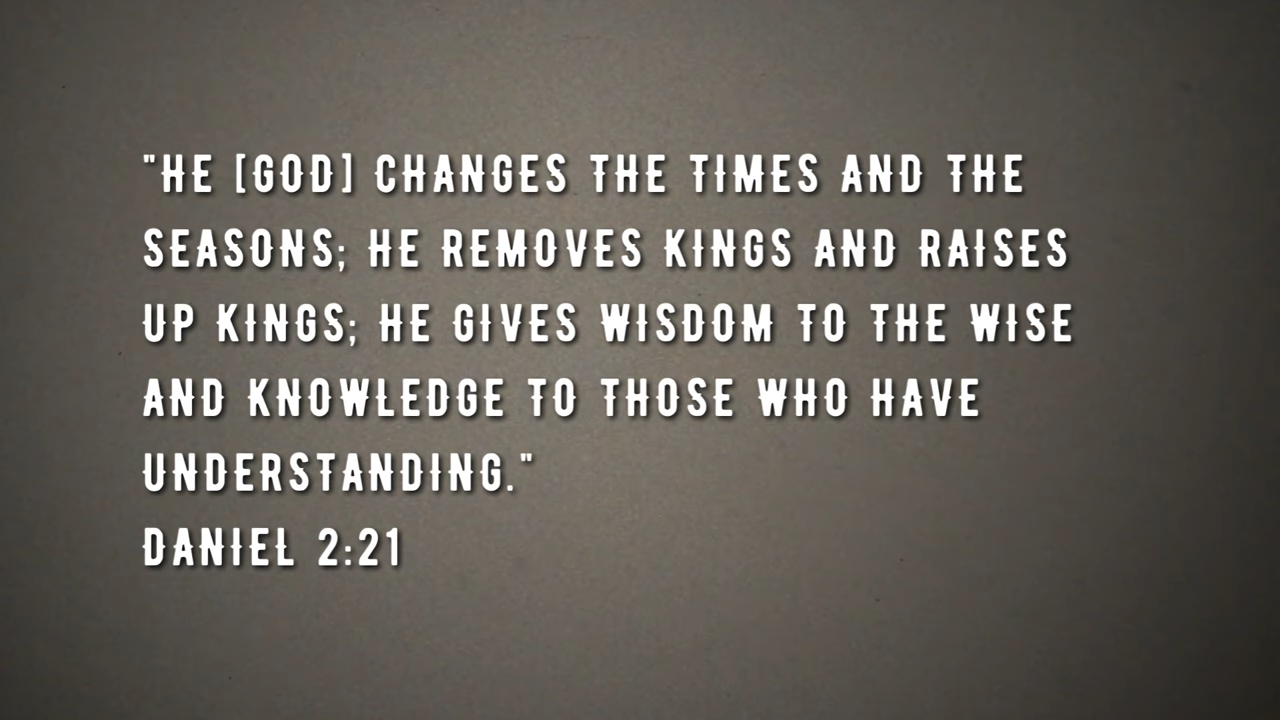 "HE [GOD] CHANGES THE TIMES AND THE
SEASONS; HE REMOVES KINGS AND RAISES
UP KINGS; HE GIVES WISDOM TO THE WISE
AND KNOWLEDGE TO THOSE WHO HAVE
UNDERSTANDING."
DANIEL 2:21